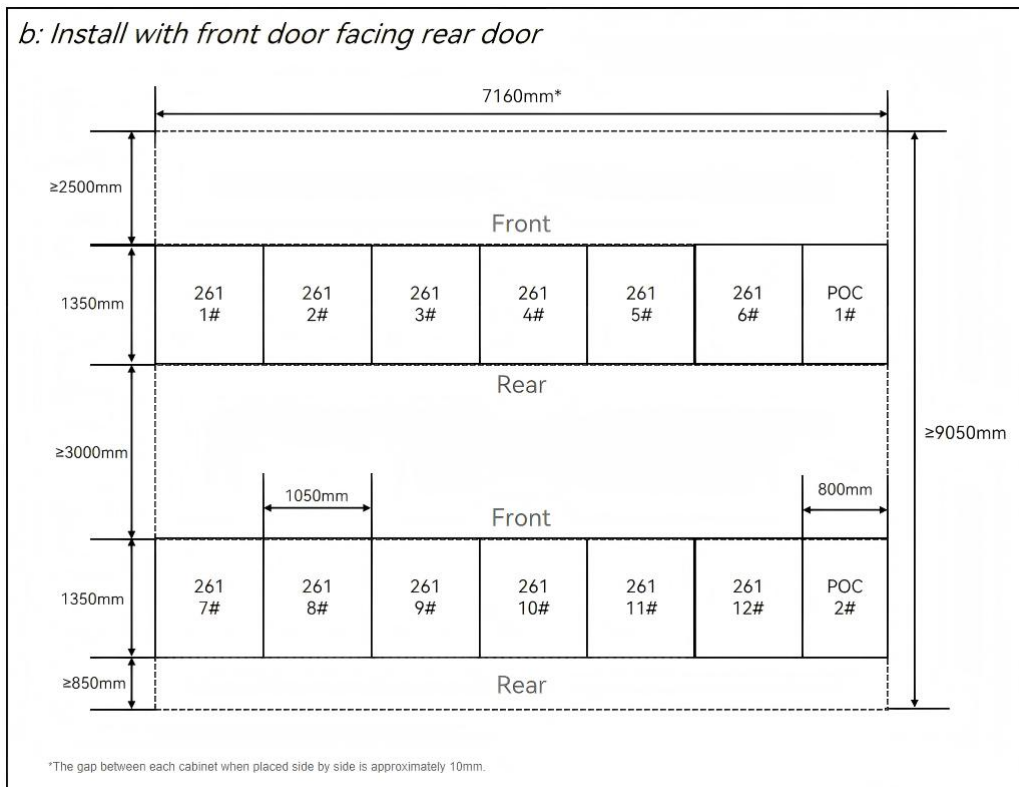 b: Install with front door facing rear door
7160mm*
≥2500mm
Front
1350mm
261 261 261 261 261 261 POC
1# 2# 3# 4# 5# 6# 1#
Rear
≥3000mm
≥9050mm
1050mm
800mm
Front
1350mm
261 261 261 261 261 261 POC
7# 8# 9# 10# 11# 12# 2#
≥850mm
Rear
*The gap between each cabinet when placed side by side is approximately 10mm.